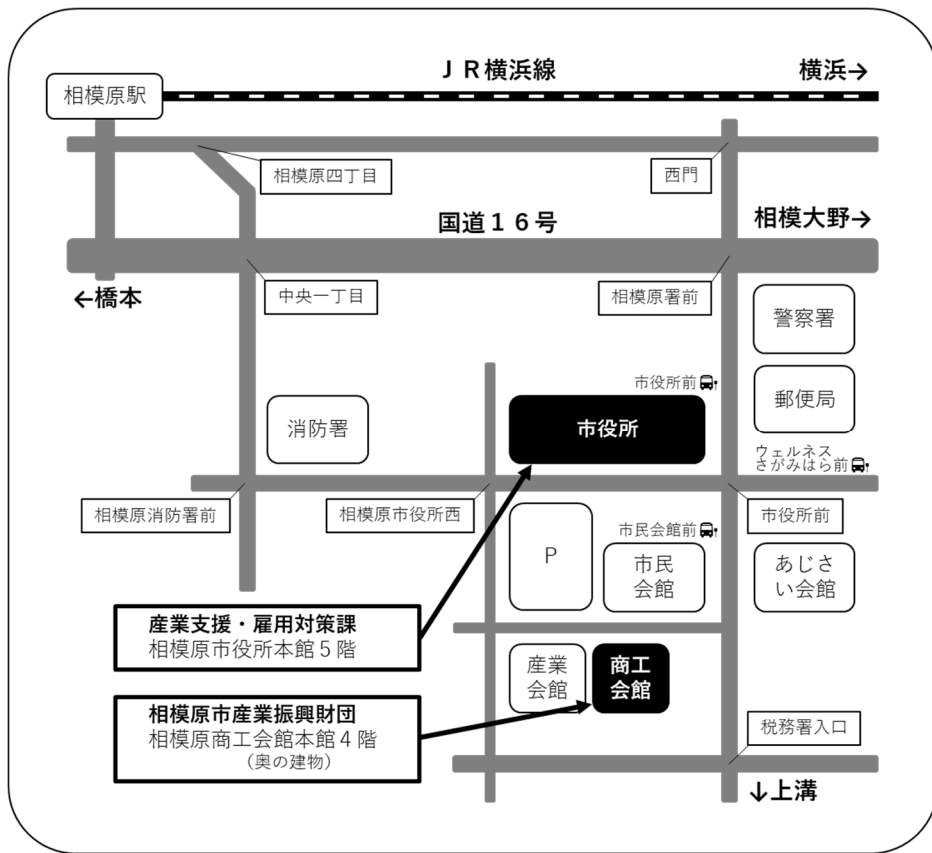 ＪＲ横浜線
横浜→
相模原駅
相模原四丁目
西門
国道１６号
相模大野→
←橋本
中央一丁目
相模原署前
警察署
市役所前
郵便局
消防署
市役所
ウェルネス
さがみはら前
相模原消防署前
相模原市役所西
市役所前
市民会館前
P
市民
会館
あじさ
い会館
産業支援・雇用対策課
相模原市役所本館５階
産業
会館
商工
会館
相模原市産業振興財団
相模原商工会館本館４階
（奥の建物）
税務署入口
↓上溝